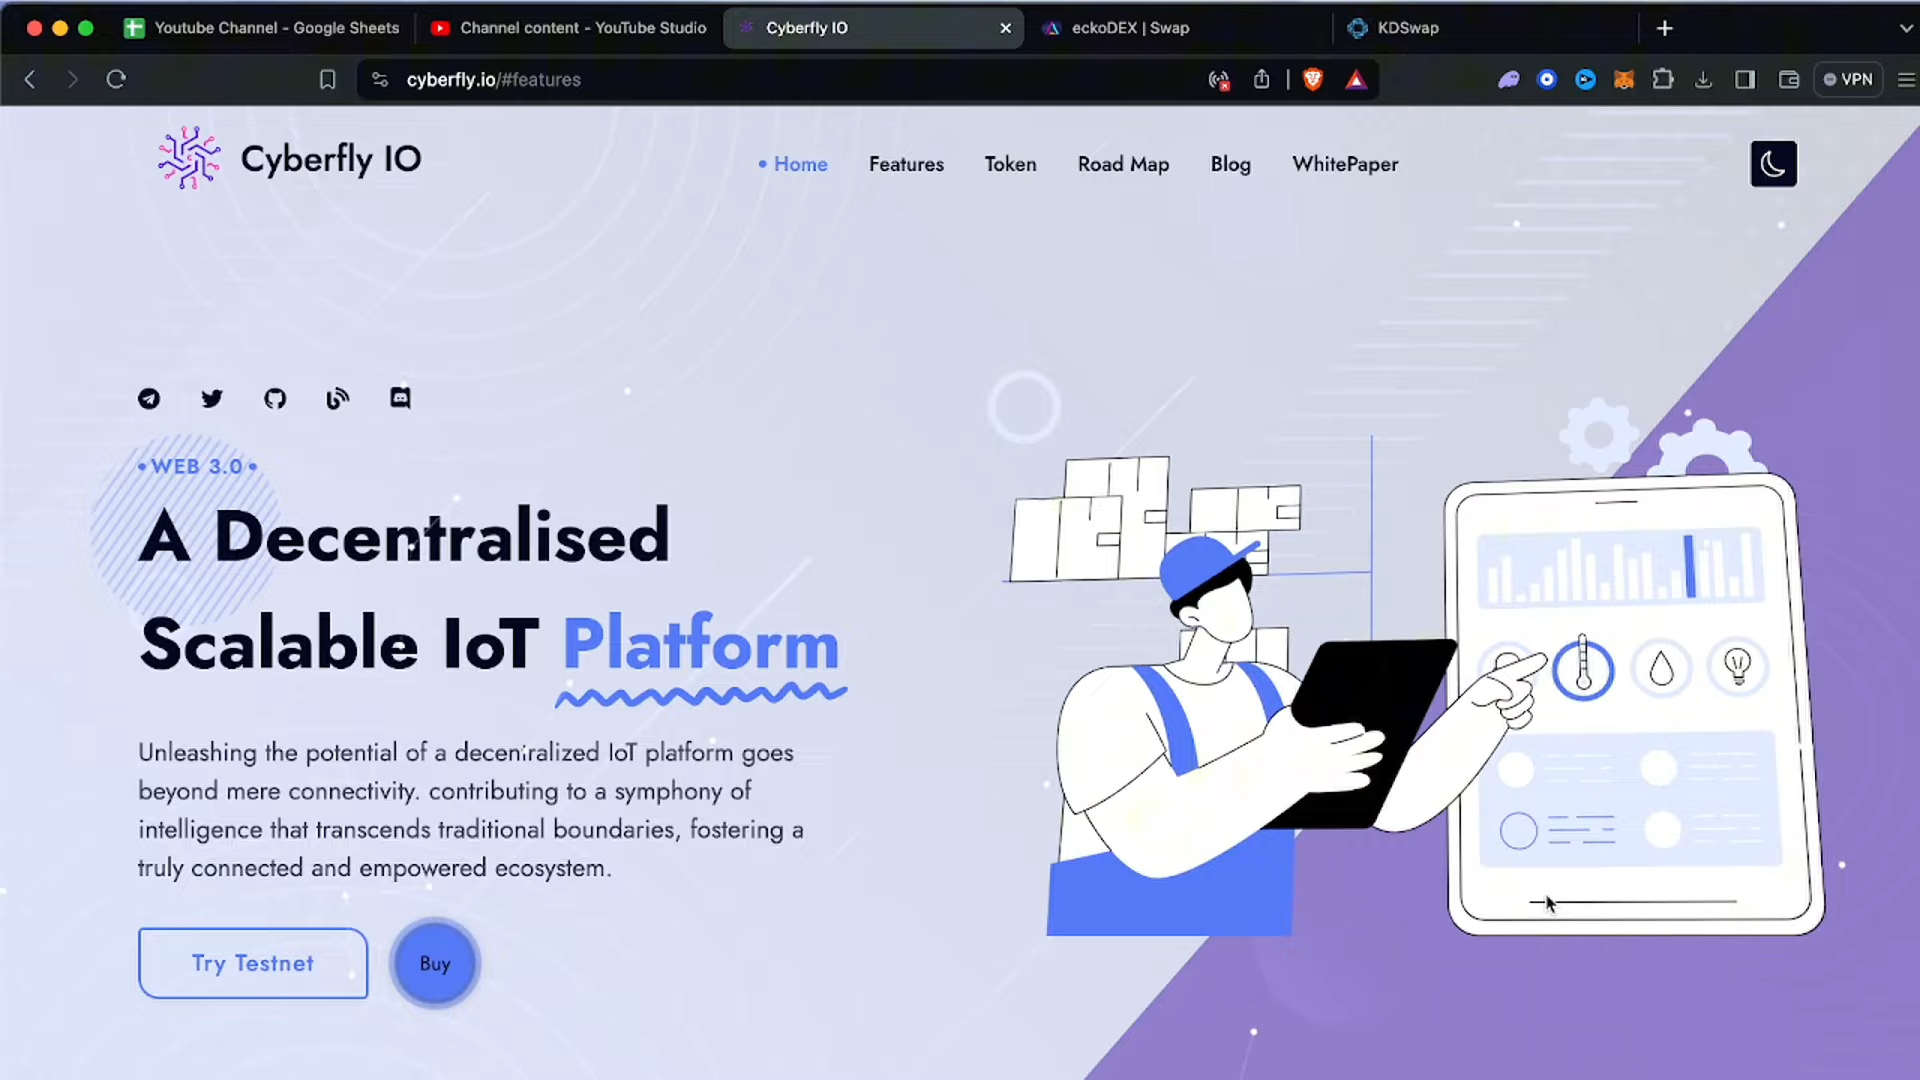 Youtube Channel - Google Sheets
Channel content - YouTube Studio
Cyberfly IO
eckoDEX | Swap
KDSwap
cyberfly.io/#features
VPN
Cyberfly IO
Home
Features
Token
Road Map
Blog
WhitePaper
WEB 3.0
A Decentralised
Scalable IoT Platform
Unleashing the potential of a decentralized IoT platform goes
beyond mere connectivity. contributing to a symphony of
intelligence that transcends traditional boundaries, fostering a
truly connected and empowered ecosystem.
Try Testnet
Buy